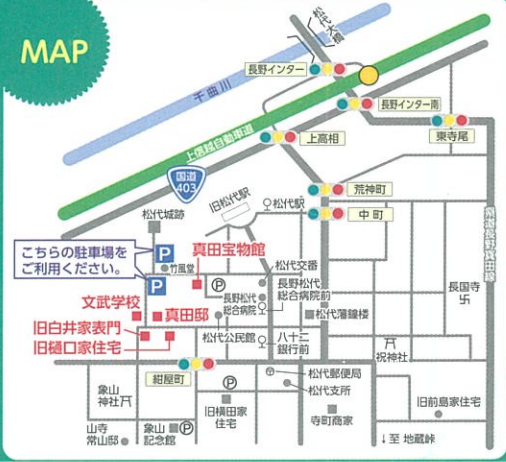 MAP
松代大橋
千曲川
長野インター
上信越自動車道
長野インター南
上高相
東寺尾
国道
403
荒神町
中町
旧松代駅
松代駅
松代城跡
こちらの駐車場を
ご利用ください。
P
竹風堂
P
真田宝物館
P
松代交番
長野松代
総合病院
長野松代
総合病院前
文武学校
真田邸
松代公民館
松代藩鐘楼
旧白井家表門
旧樋口家住宅
八十二
銀行前
長国寺
卍
祝神社
紺屋町
P
松代郵便局
松代支所
象山
神社
旧横田家
住宅
寺町商家
旧前島家住宅
山寺
常山邸
象山
記念館
P
↓至 地蔵峠